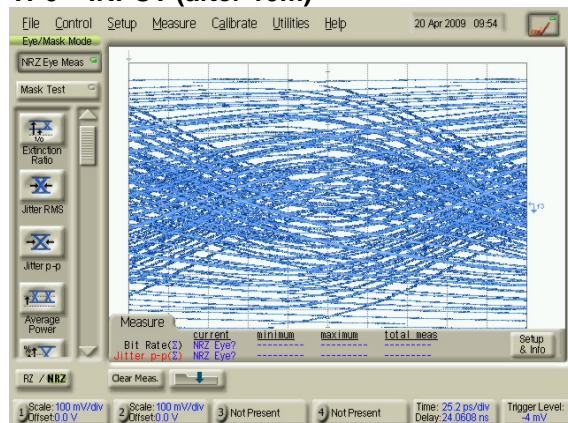 File Control Setup Measure Calibrate Utilities Help 20 Apr 2009 09:54
Eye/Mask Mode
NRZ Eye Meas
Mask Test
Extinction
Ratio
Jitter RMS
Jitter p-p
Average
Power
Measure
current minimum maximum total meas
Bit Rate(Σ) NRZ Eye? --------- --------- ---------
Jitter p-p(Σ) NRZ Eye? --------- --------- ---------
Setup
& Info
RZ / NRZ
Clear Meas.
1 Scale: 100 mV/div
Offset: 0.0 V
2 Scale: 100 mV/div
Offset: 0.0 V
3 Not Present
4 Not Present
Time: 25.2 ps/div
Delay: 24.0608 ns
Trigger Level:
-4 mV